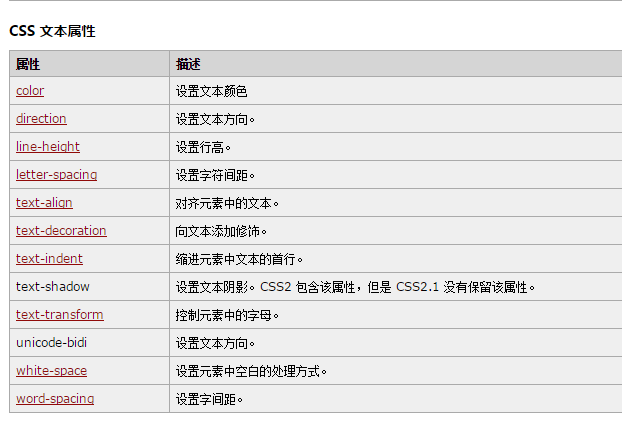 CSS 文本属性
属性 描述
color 设置文本颜色
direction 设置文本方向。
line-height 设置行高。
letter-spacing 设置字符间距。
text-align 对齐元素中的文本。
text-decoration 向文本添加修饰。
text-indent 缩进元素中文本的首行。
text-shadow 设置文本阴影。CSS2 包含该属性，但是 CSS2.1 没有保留该属性。
text-transform 控制元素中的字母。
unicode-bidi 设置文本方向。
white-space 设置元素中空白的处理方式。
word-spacing 设置字间距。